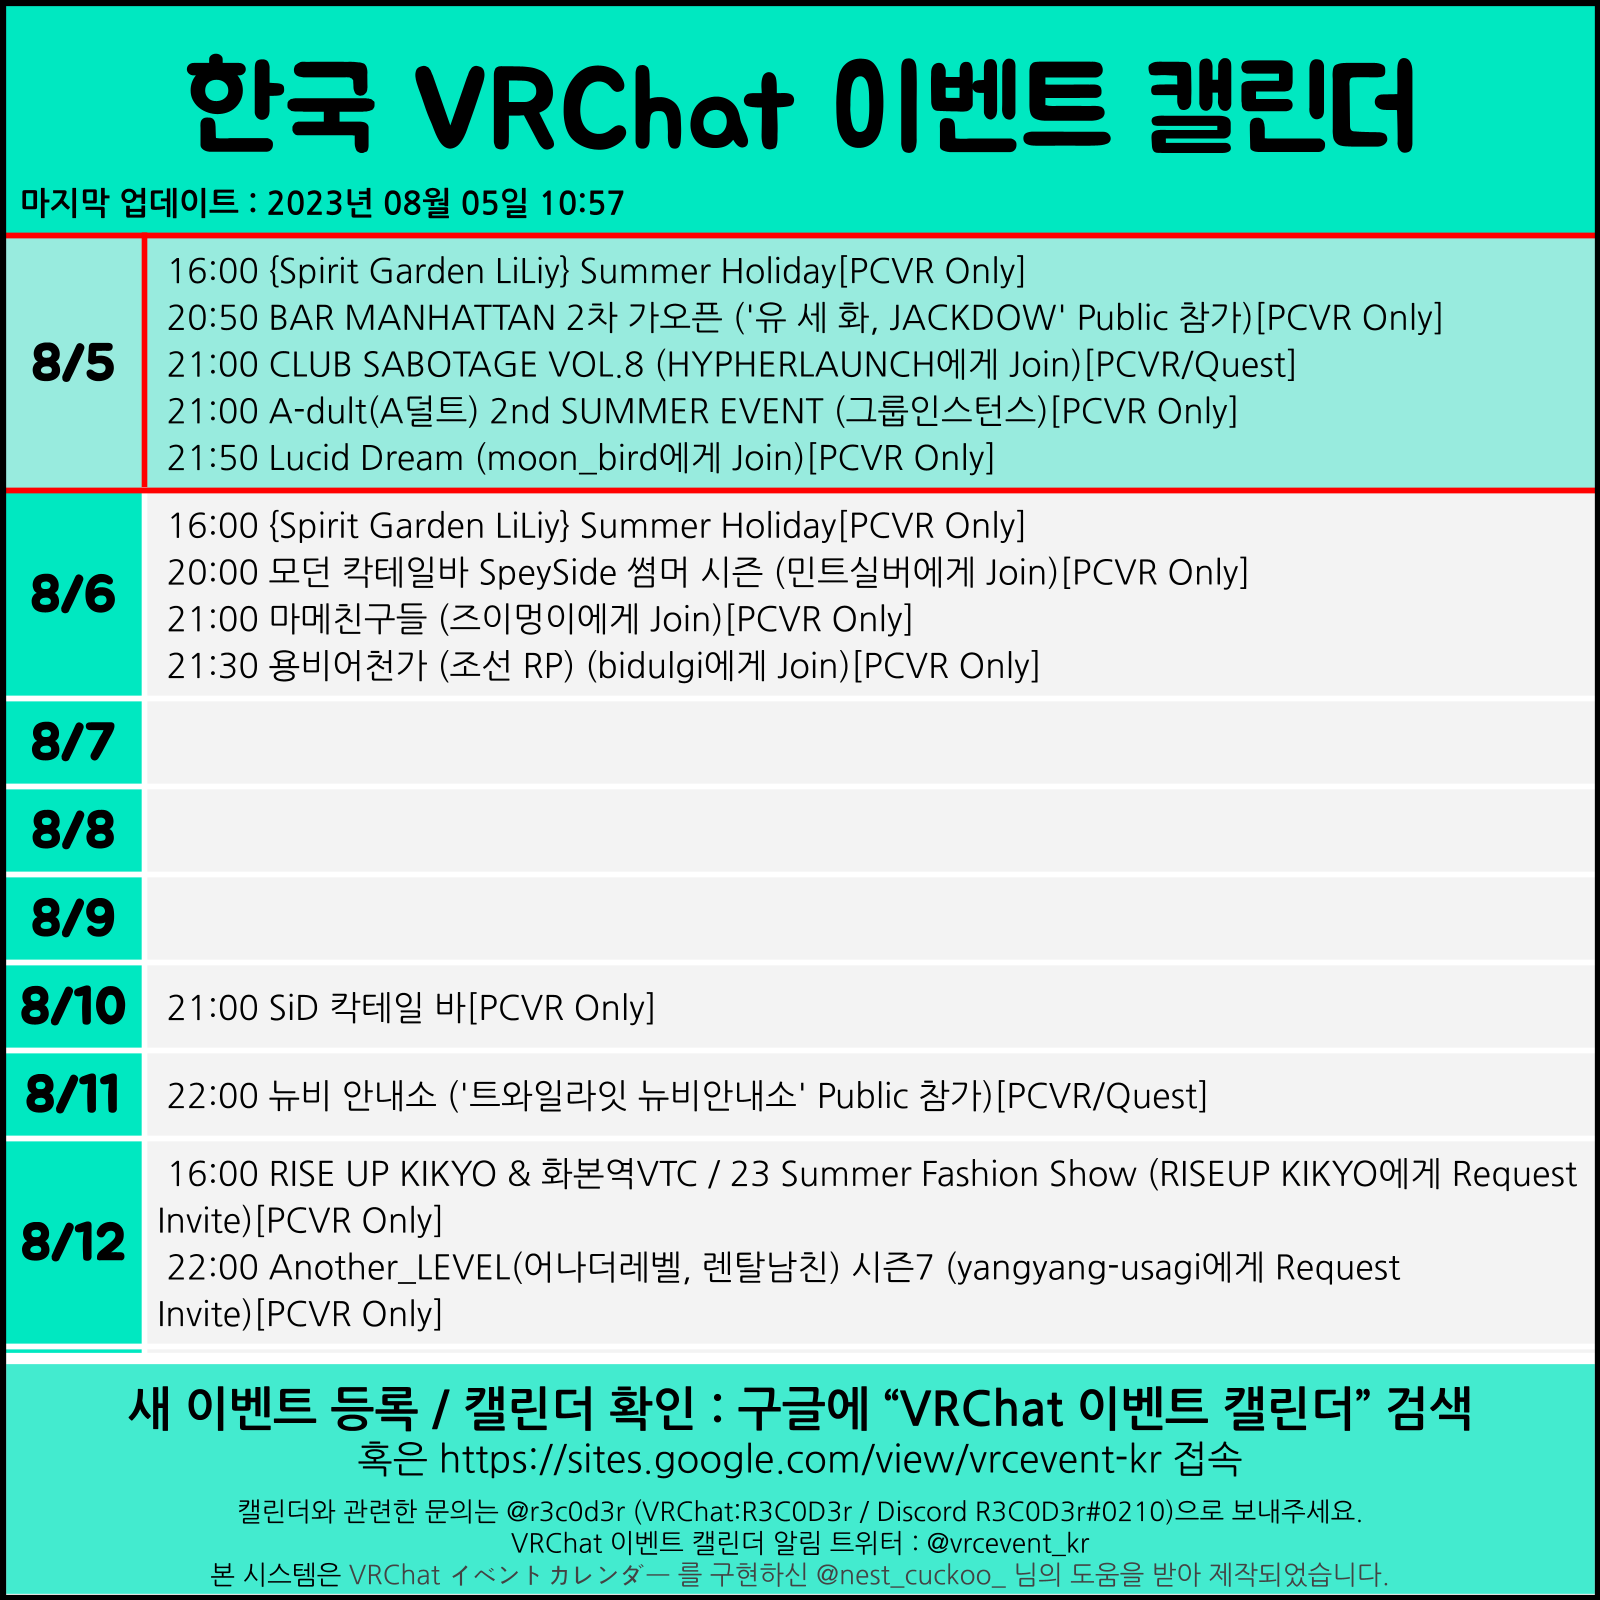 한국 VRChat 이벤트 캘린더
마지막 업데이트 : 2023년 08월 05일 10:57
8/5
16:00 {Spirit Garden LiLiy} Summer Holiday[PCVR Only]
20:50 BAR MANHATTAN 2차 가오픈 ('유 세 화, JACKDOW' Public 참가)[PCVR Only]
21:00 CLUB SABOTAGE VOL.8 (HYPHERLAUNCH에게 Join)[PCVR/Quest]
21:00 A-dult(A덜트) 2nd SUMMER EVENT (그룹인스턴스)[PCVR Only]
21:50 Lucid Dream (moon_bird에게 Join)[PCVR Only]
8/6
16:00 {Spirit Garden LiLiy} Summer Holiday[PCVR Only]
20:00 모던 칵테일바 SpeySide 썸머 시즌 (민트실버에게 Join)[PCVR Only]
21:00 마메친구들 (즈이멍이에게 Join)[PCVR Only]
21:30 용비어천가 (조선 RP) (bidulgi에게 Join)[PCVR Only]
8/7
8/8
8/9
8/10
21:00 SiD 칵테일 바[PCVR Only]
8/11
22:00 뉴비 안내소 ('트와일라잇 뉴비안내소' Public 참가)[PCVR/Quest]
8/12
16:00 RISE UP KIKYO & 화본역VTC / 23 Summer Fashion Show (RISEUP KIKYO에게 Request
Invite)[PCVR Only]
22:00 Another_LEVEL(어나더레벨, 렌탈남친) 시즌7 (yangyang-usagi에게 Request
Invite)[PCVR Only]
새 이벤트 등록 / 캘린더 확인 : 구글에 “VRChat 이벤트 캘린더” 검색
혹은 https://sites.google.com/view/vrcevent-kr 접속
캘린더와 관련한 문의는 @r3c0d3r (VRChat:R3C0D3r / Discord R3C0D3r#0210)으로 보내주세요.
VRChat 이벤트 캘린더 알림 트위터 : @vrcevent_kr
본 시스템은 VRChat イベントカレンダー 를 구현하신 @nest_cuckoo_ 님의 도움을 받아 제작되었습니다.